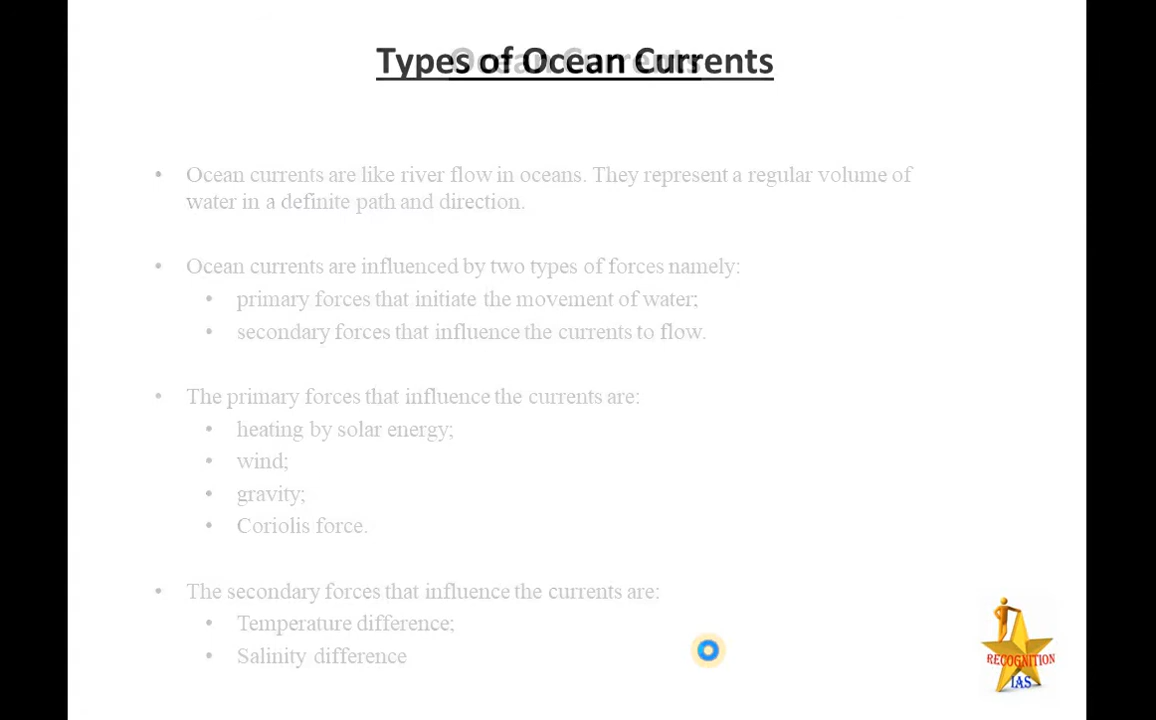 Types of Ocean Currents
Ocean Currents
• Ocean currents are like river flow in oceans. They represent a regular volume of
water in a definite path and direction.
• Ocean currents are influenced by two types of forces namely:
• primary forces that initiate the movement of water;
• secondary forces that influence the currents to flow.
• The primary forces that influence the currents are:
• heating by solar energy;
• wind;
• gravity;
• Coriolis force.
• The secondary forces that influence the currents are:
• Temperature difference;
• Salinity difference
RECOGNITION
IAS